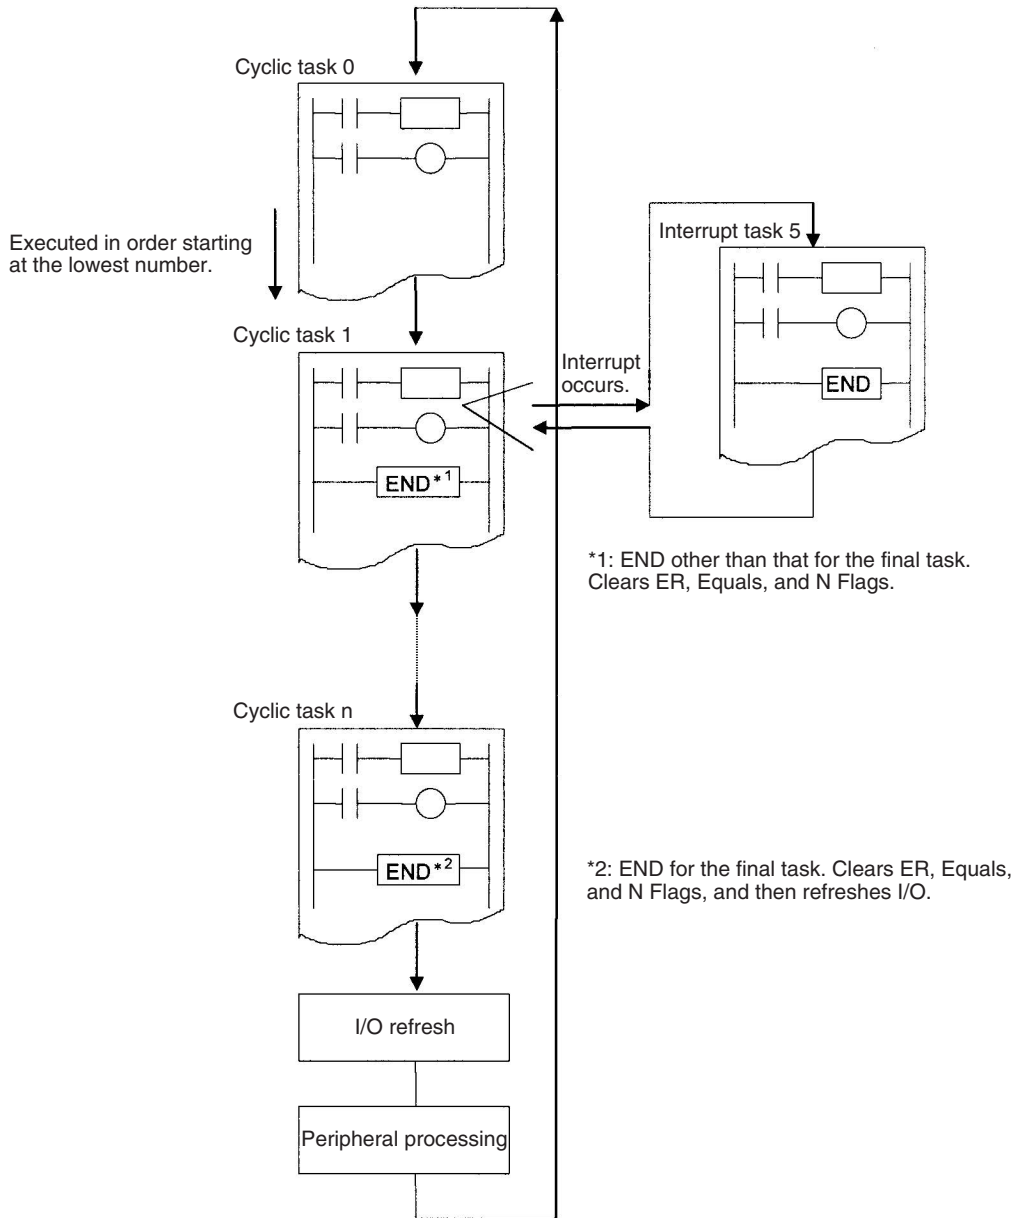 Cyclic task 0
Executed in order starting
at the lowest number.
Interrupt task 5
Cyclic task 1
Interrupt
occurs.
END
END*1
*1: END other than that for the final task.
Clears ER, Equals, and N Flags.
Cyclic task n
END*2
*2: END for the final task. Clears ER, Equals,
and N Flags, and then refreshes I/O.
I/O refresh
Peripheral processing